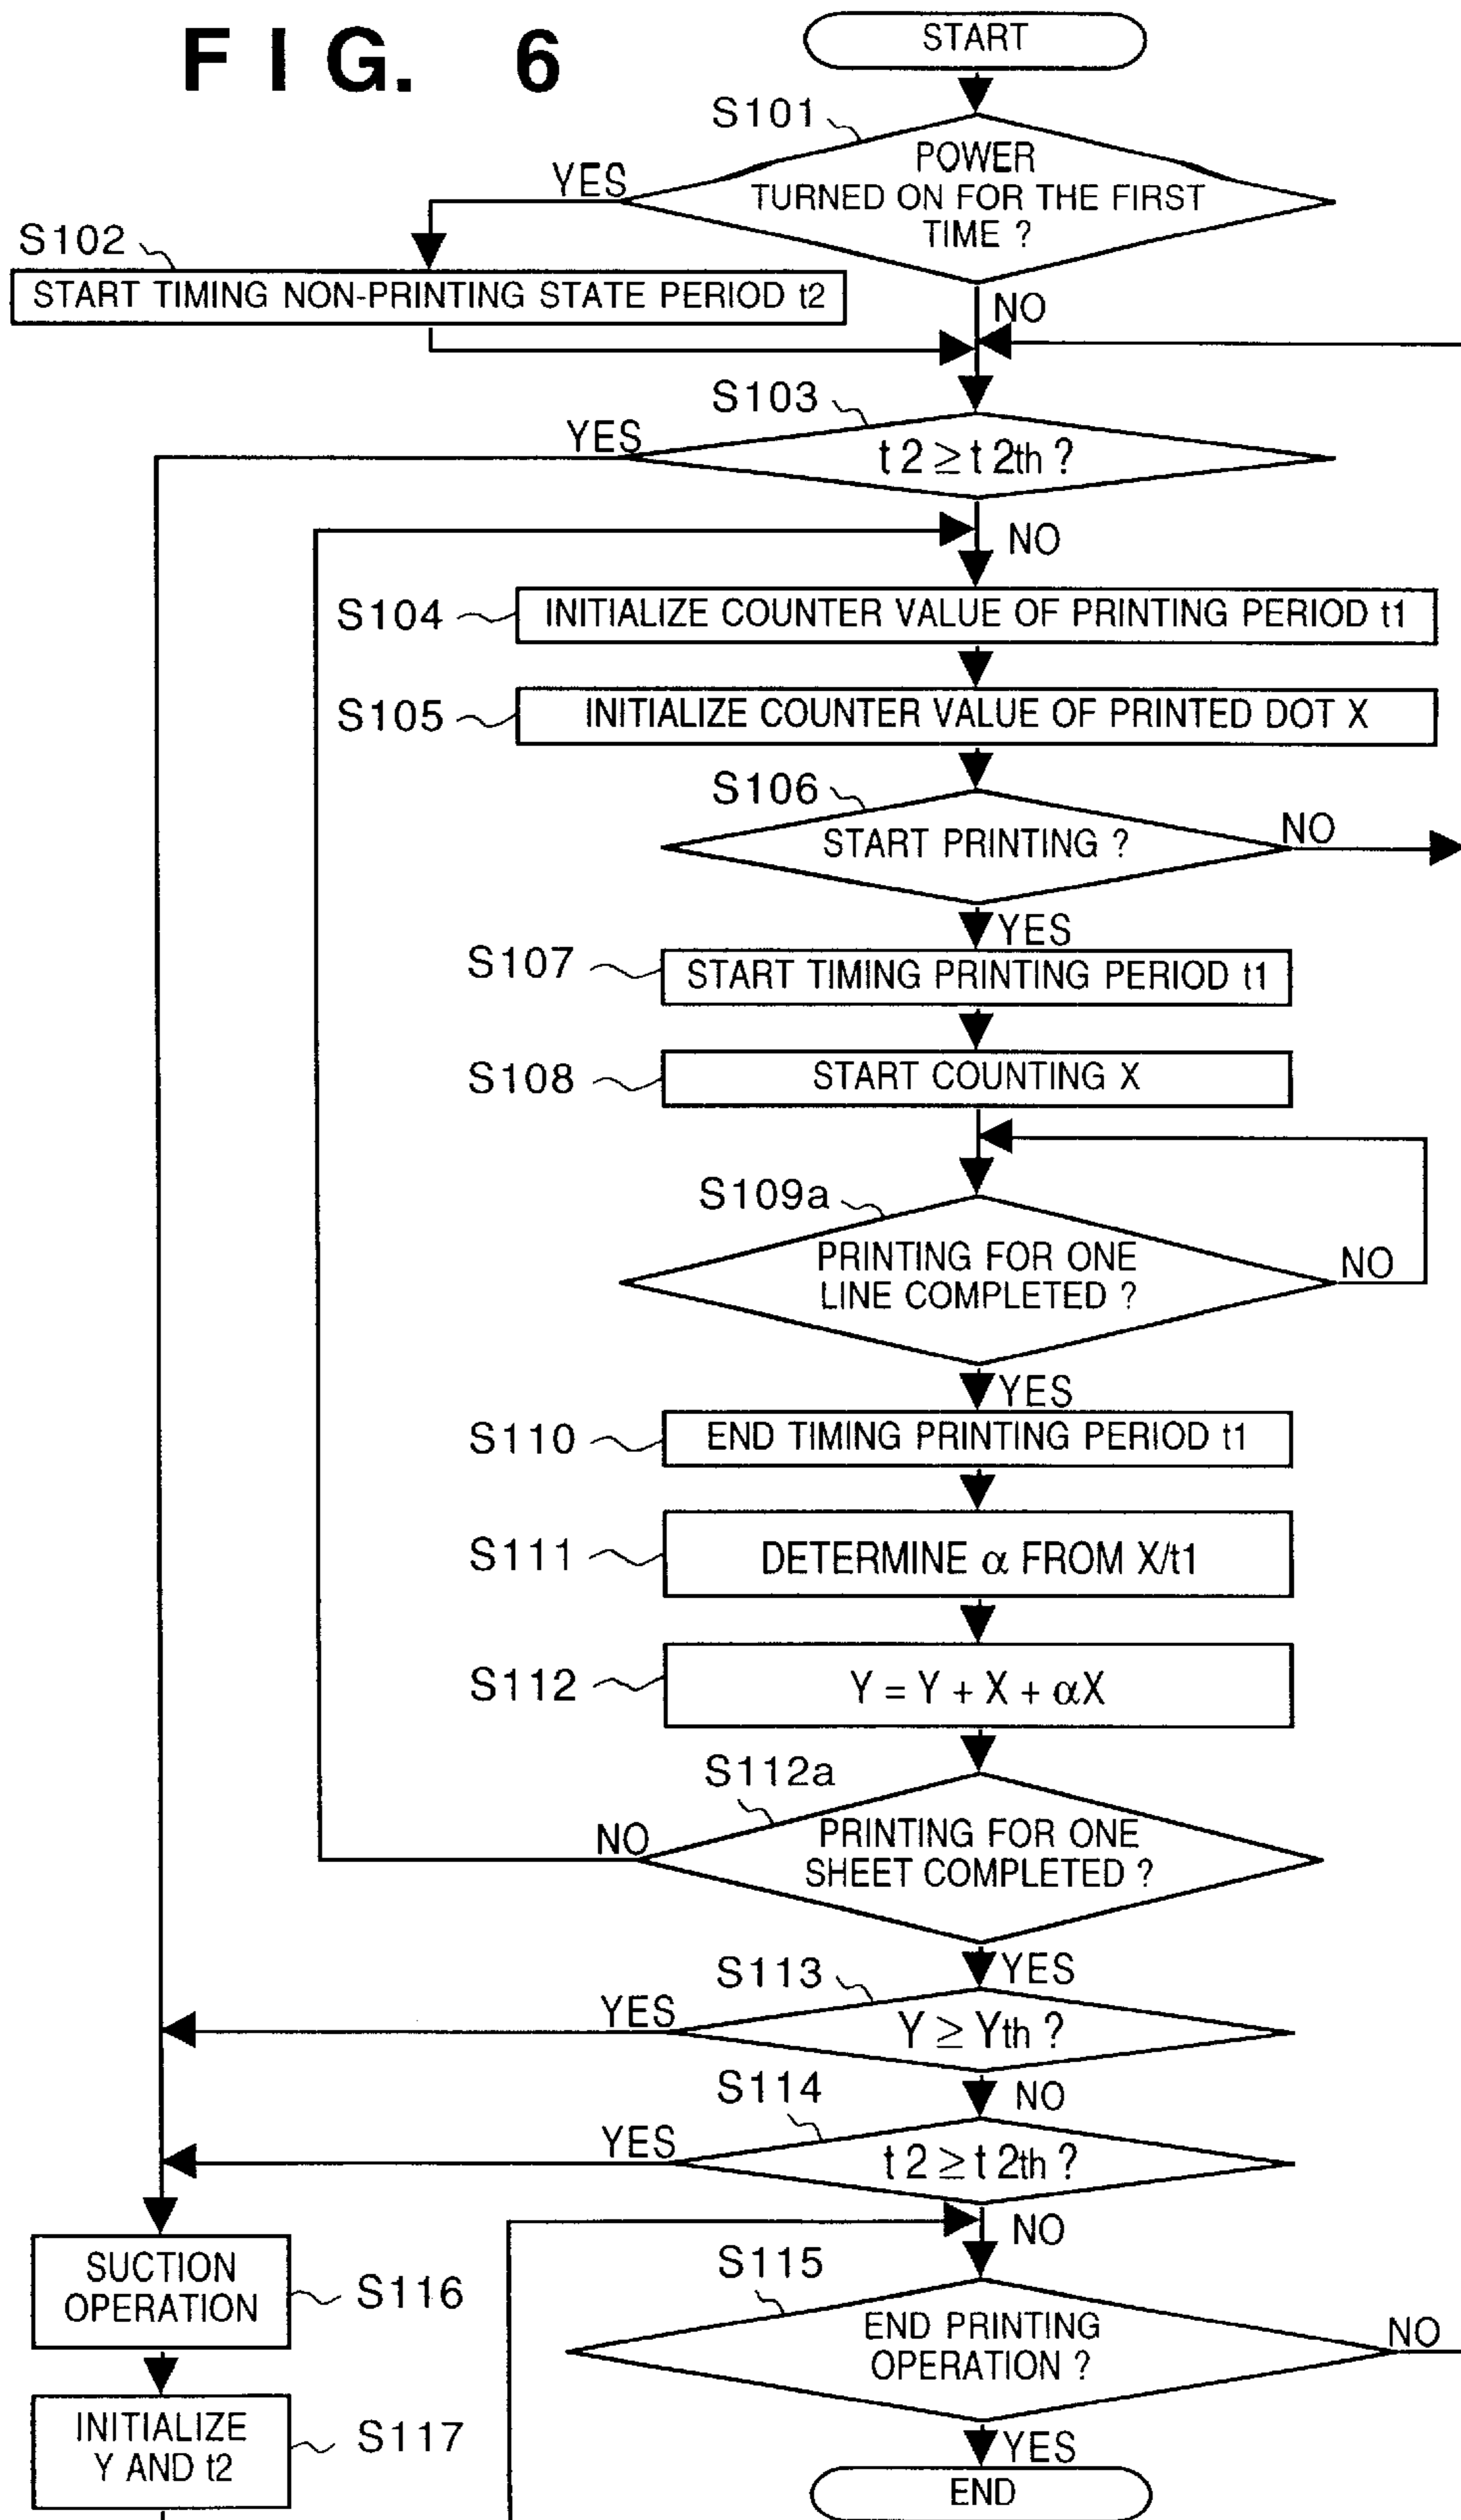 FIG. 6
START
S101
POWER
TURNED ON FOR THE FIRST
TIME ?
YES
NO
S102
START TIMING NON-PRINTING STATE PERIOD t2
S103
t2 ≥ t2th ?
YES
NO
S104
INITIALIZE COUNTER VALUE OF PRINTING PERIOD t1
S105
INITIALIZE COUNTER VALUE OF PRINTED DOT X
S106
START PRINTING ?
NO
YES
S107
START TIMING PRINTING PERIOD t1
S108
START COUNTING X
S109a
PRINTING FOR ONE
LINE COMPLETED ?
NO
YES
S110
END TIMING PRINTING PERIOD t1
S111
DETERMINE α FROM X/t1
S112
Y = Y + X + αX
S112a
PRINTING FOR ONE
SHEET COMPLETED ?
NO
YES
S113
Y ≥ Yth ?
YES
NO
S114
t2 ≥ t2th ?
YES
NO
S115
END PRINTING
OPERATION ?
NO
YES
END
SUCTION
OPERATION
S116
INITIALIZE
Y AND t2
S117